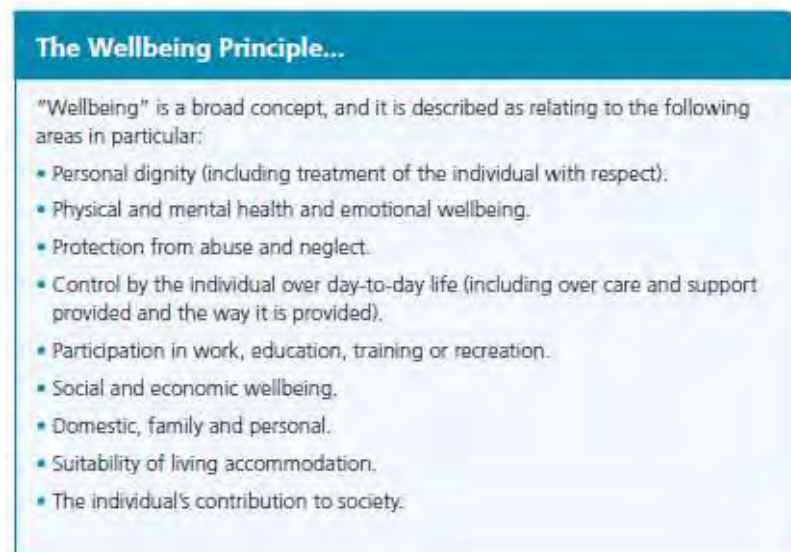 The Wellbeing Principle...
"Wellbeing" is a broad concept, and it is described as relating to the following
areas in particular:
• Personal dignity (including treatment of the individual with respect).
• Physical and mental health and emotional wellbeing.
• Protection from abuse and neglect.
• Control by the individual over day-to-day life (including over care and support
provided and the way it is provided).
• Participation in work, education, training or recreation.
• Social and economic wellbeing.
• Domestic, family and personal.
• Suitability of living accommodation.
• The individual's contribution to society.